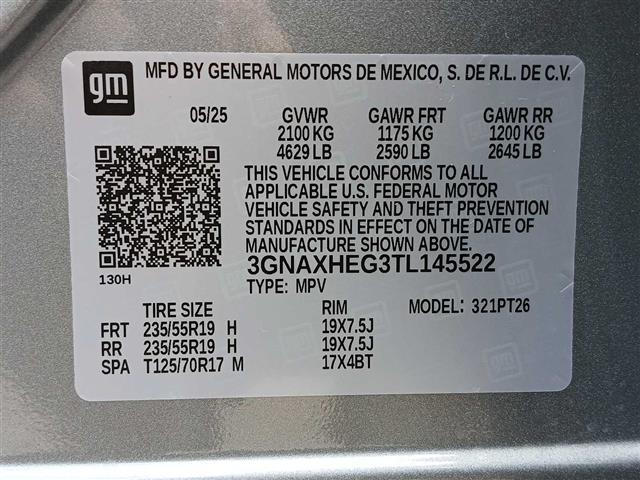 gm
MFD BY GENERAL MOTORS DE MEXICO, S. DE R.L. DE C.V.
05/25 GVWR GAWR FRT GAWR RR
2100 KG 1175 KG 1200 KG
4629 LB 2590 LB 2645 LB
THIS VEHICLE CONFORMS TO ALL
APPLICABLE U.S. FEDERAL MOTOR
VEHICLE SAFETY AND THEFT PREVENTION
STANDARDS IN EFFECT ON THE DATE OF
MANUFACTURE SHOWN ABOVE.
130H
3GNAXHEG3TL145522
TYPE: MPV
TIRE SIZE RIM MODEL: 321PT26
FRT 235/55R19 H 19X7.5J
RR 235/55R19 H 19X7.5J
SPA T125/70R17 M 17X4BT